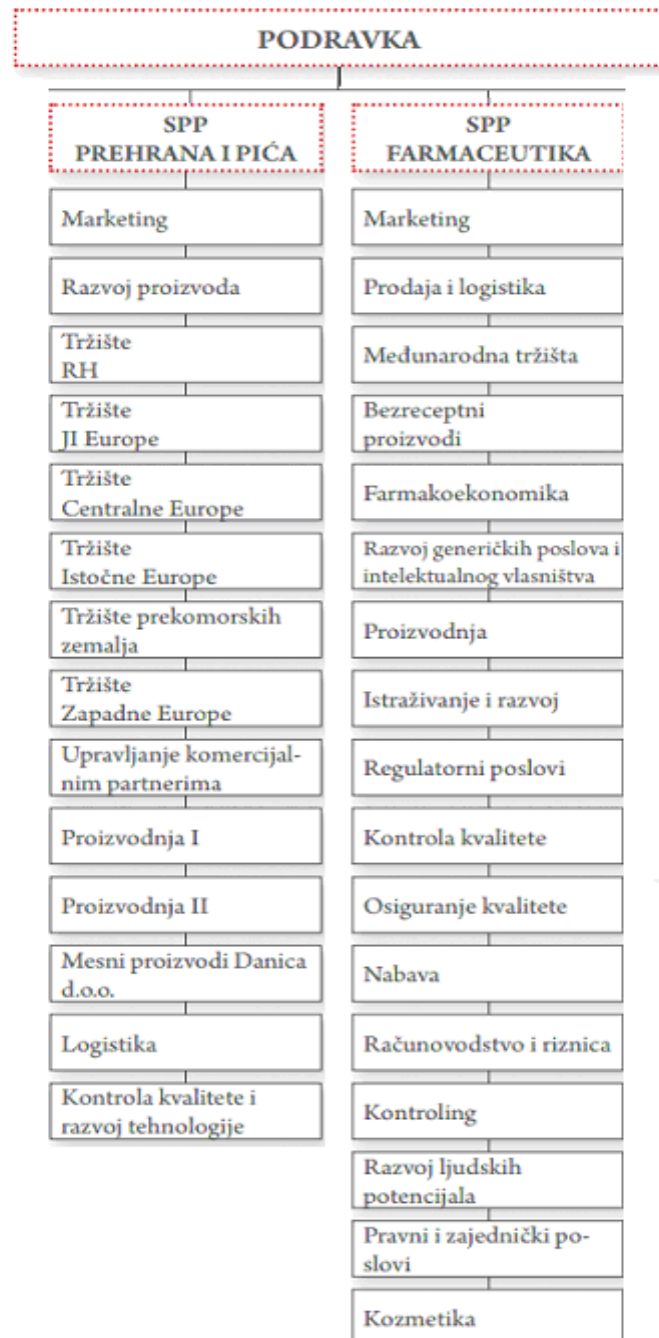 PODRAVKA
SPP
PREHRANA I PIĆA
Marketing
Razvoj proizvoda
Tržište
RH
Tržište
JI Europe
Tržište
Centralne Europe
Tržište
Istočne Europe
Tržište prekomorskih
zemalja
Tržište
Zapadne Europe
Upravljanje komercijal-
nim partnerima
Proizvodnja I
Proizvodnja II
Mesni proizvodi Danica
d.o.o.
Logistika
Kontrola kvalitete i
razvoj tehnologije
SPP
FARMACEUTIKA
Marketing
Prodaja i logistika
Međunarodna tržišta
Bezreceptni
proizvodi
Farmakoekonomika
Razvoj generičkih poslova i
intelektualnog vlasništva
Proizvodnja
Istraživanje i razvoj
Regulatorni poslovi
Kontrola kvalitete
Osiguranje kvalitete
Nabava
Računovodstvo i riznica
Kontroling
Razvoj ljudskih
potencijala
Pravni i zajednički po-
slovi
Kozmetika